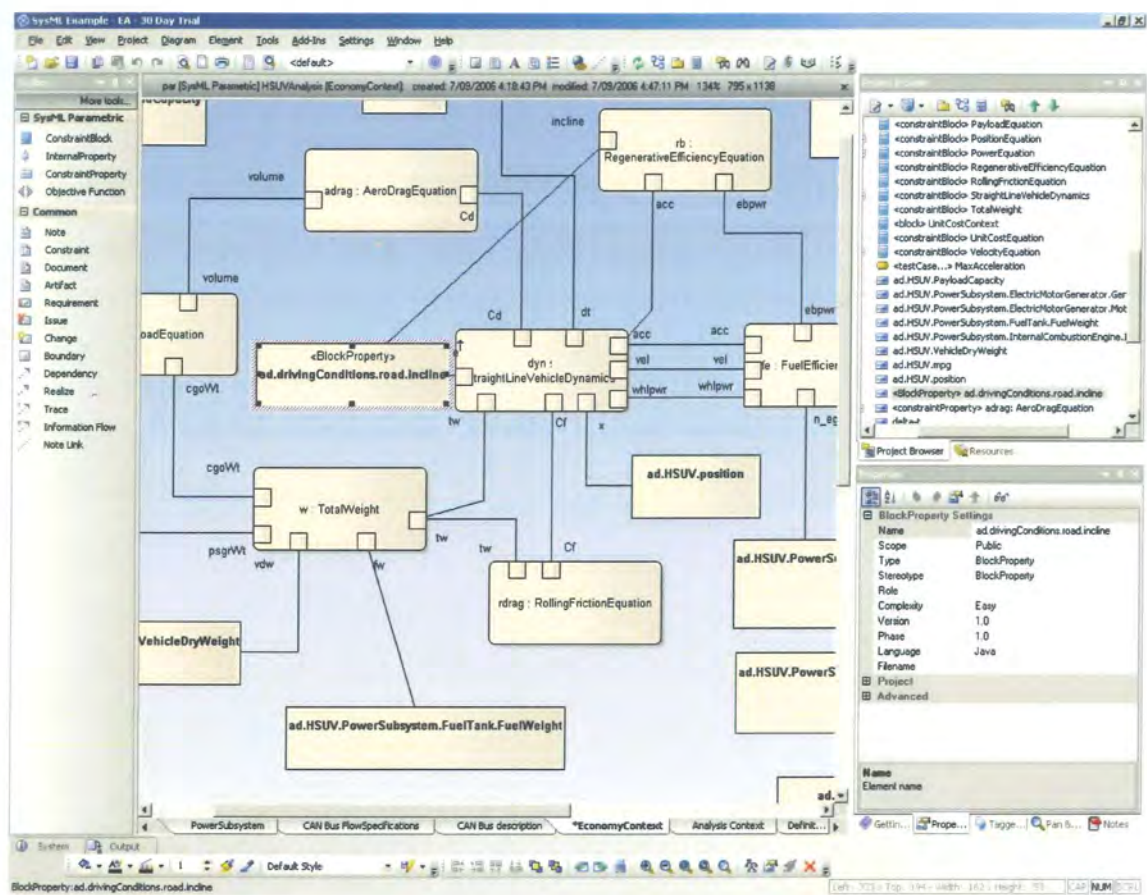 SysML Example - EA - 30 Day Trial
File Edit View Project Diagram Element Tools Add-Ins Settings Window Help
<default>
More tools...
SysML Parametric
ConstraintBlock
InternalProperty
ConstraintProperty
Objective Function
Common
Note
Constraint
Document
Artifact
Requirement
Issue
Change
Boundary
Dependency
Realize
Trace
Information Flow
Note Link
par [SysML Parametric] HSUVAnalysis [EconomyContext] created: 7/09/2006 4:18:43 PM modified: 7/09/2006 4:47:11 PM 134% 795 x 1138
incline
rb :
RegenerativeEfficiencyEquation
acc
ebpwr
volume
adrag : AeroDragEquation
Cd
volume
oadEquation
cgoWt
Cd
dt
ebpwr
<BlockProperty>
ad.drivingConditions.road.incline
dyn :
traightLineVehicleDynamics
acc
vel
whlpwr
acc
vel
whlpwr
fe : FuelEfficien
n_eg
tw
Cf
x
ad.HSUV.position
cgoWt
w : TotalWeight
psgrWt
vdw
fw
tw
tw
Cf
rdrag : RollingFrictionEquation
ad.HSUV.PowerSu
VehicleDryWeight
ad.HSUV.PowerS
ad.HSUV.PowerSubsystem.FuelTank.FuelWeight
ad.
PowerSubsystem
CAN Bus FlowSpecifications
CAN Bus description
*EconomyContext
Analysis Context
Definit...
<constraintBlock> PayloadEquation
<constraintBlock> PositionEquation
<constraintBlock> PowerEquation
<constraintBlock> RegenerativeEfficiencyEquation
<constraintBlock> RollingFrictionEquation
<constraintBlock> StraightLineVehicleDynamics
<constraintBlock> TotalWeight
<block> UnitCostContext
<constraintBlock> UnitCostEquation
<constraintBlock> VelocityEquation
<testCase...> MaxAcceleration
ad.HSUV.PayloadCapacity
ad.HSUV.PowerSubsystem.ElectricMotorGenerator.Ger
ad.HSUV.PowerSubsystem.ElectricMotorGenerator.Mot
ad.HSUV.PowerSubsystem.FuelTank.FuelWeight
ad.HSUV.PowerSubsystem.InternalCombustionEngine.I
ad.HSUV.VehicleDryWeight
ad.HSUV.mpg
ad.HSUV.position
<BlockProperty> ad.drivingConditions.road.incline
<constraintProperty> adrag: AeroDragEquation
Project Browser Resources
BlockProperty Settings
Name ad.drivingConditions.road.incline
Scope Public
Type BlockProperty
Stereotype BlockProperty
Role
Complexity Easy
Version 1.0
Phase 1.0
Language Java
Filename
Project
Advanced
Name
Element name
Gettin... Prope... Tagge... Pan &... Notes
System Output
1 Default Style
BlockProperty:ad.drivingConditions.road.incline
CAP NUM